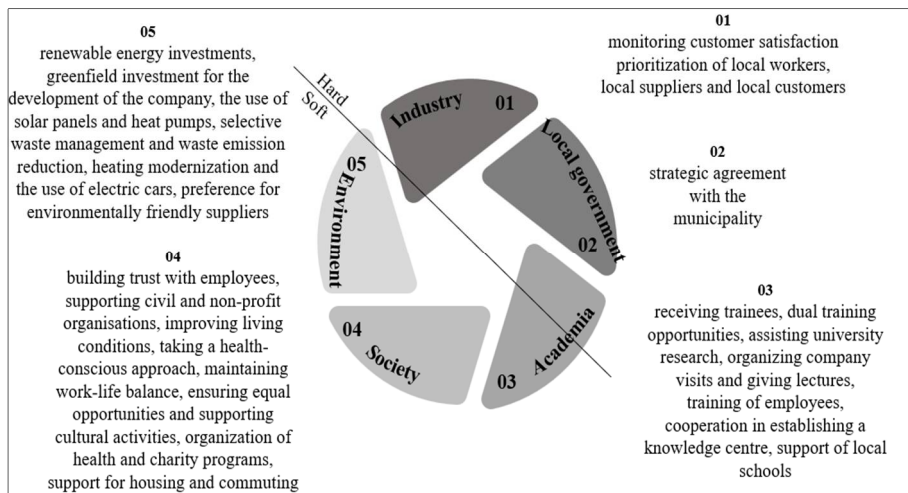 05
renewable energy investments,
greenfield investment for the
development of the company, the use of
solar panels and heat pumps, selective
waste management and waste emission
reduction, heating modernization and
the use of electric cars, preference for
environmentally friendly suppliers
04
building trust with employees,
supporting civil and non-profit
organisations, improving living
conditions, taking a health-
conscious approach, maintaining
work-life balance, ensuring equal
opportunities and supporting
cultural activities, organization of
health and charity programs,
support for housing and commuting
Hard
Soft
Industry 01
Local government
02
Academia
03
Society
04
Environment
05
01
monitoring customer satisfaction
prioritization of local workers,
local suppliers and local customers
02
strategic agreement
with the
municipality
03
receiving trainees, dual training
opportunities, assisting university
research, organizing company
visits and giving lectures,
training of employees,
cooperation in establishing a
knowledge centre, support of local
schools